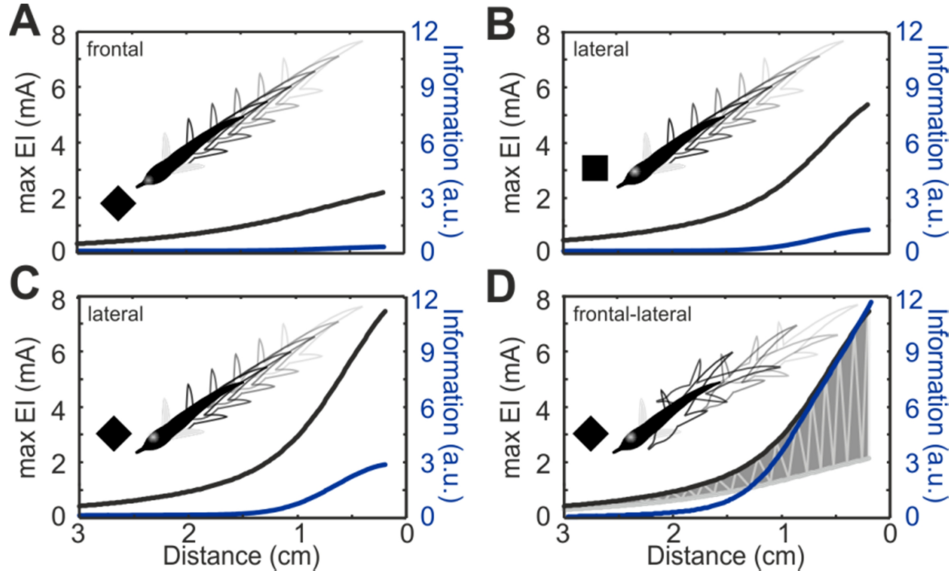 A
frontal
max EI (mA)
8
6
4
2
0
12
9
6
3
0
Information (a.u.)
B
lateral
max EI (mA)
8
6
4
2
0
12
9
6
3
0
Information (a.u.)
C
lateral
max EI (mA)
8
6
4
2
0
12
9
6
3
0
Information (a.u.)
3
2
1
0
Distance (cm)
D
frontal-lateral
max EI (mA)
8
6
4
2
0
12
9
6
3
0
Information (a.u.)
3
2
1
0
Distance (cm)